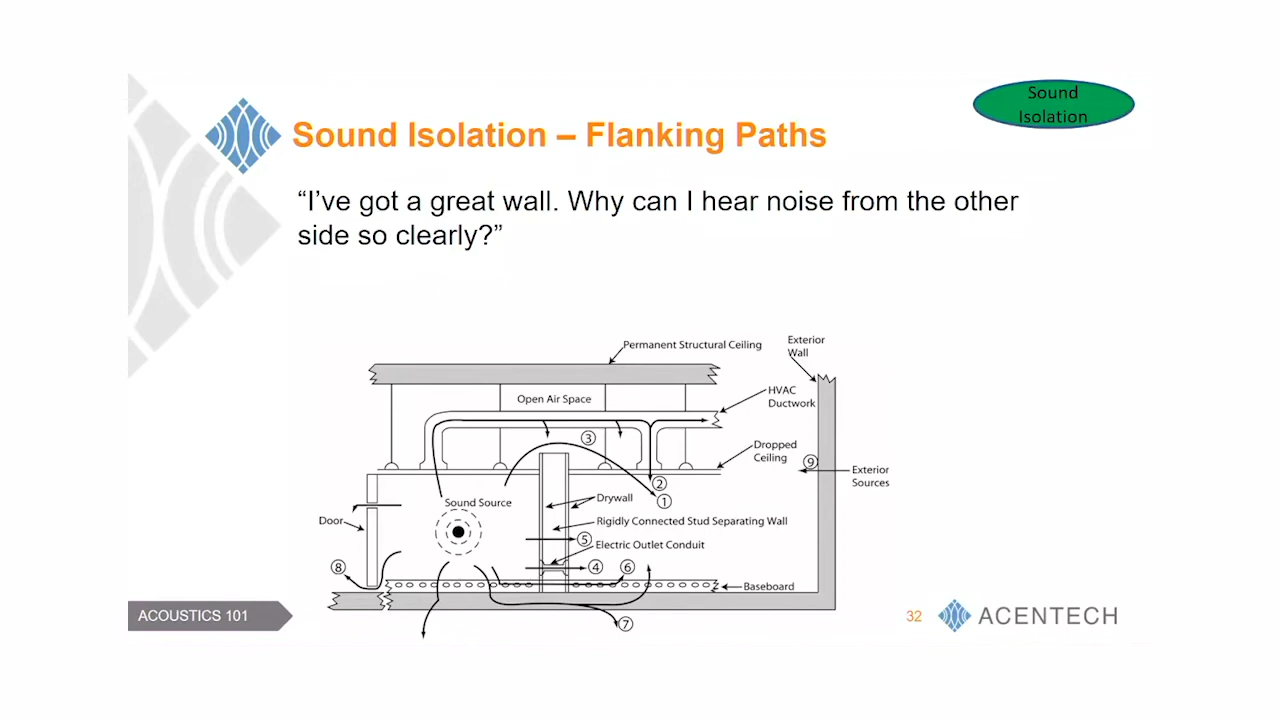 Sound
Isolation
Sound Isolation – Flanking Paths
“I’ve got a great wall. Why can I hear noise from the other
side so clearly?”
Permanent Structural Ceiling
Exterior
Wall
HVAC
Ductwork
Open Air Space
③
Dropped
Ceiling
⑨
Exterior
Sources
②
①
Sound Source
Drywall
Door
Rigidly Connected Stud Separating Wall
⑤
Electric Outlet Conduit
⑧
④
⑥
Baseboard
⑦
ACOUSTICS 101
32
ACENTECH